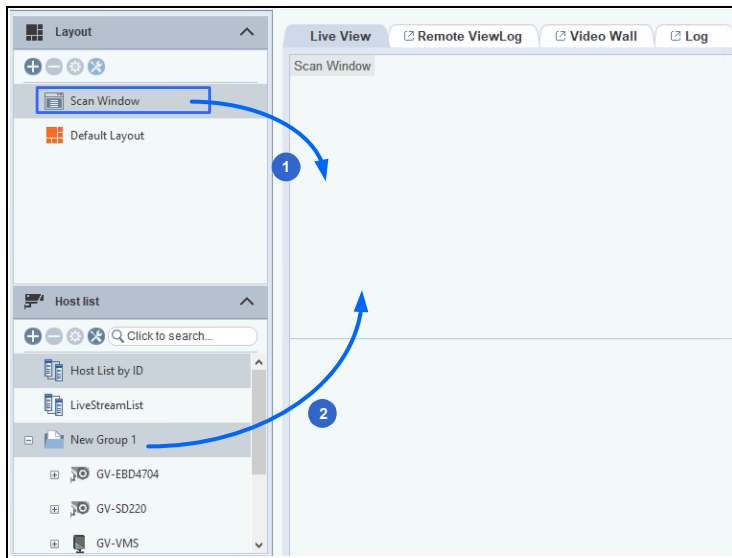 Layout
Scan Window
Default Layout
Host list
Click to search...
Host List by ID
LiveStreamList
New Group 1
GV-EBD4704
GV-SD220
GV-VMS
Live View
Remote ViewLog
Video Wall
Log
Scan Window
1
2